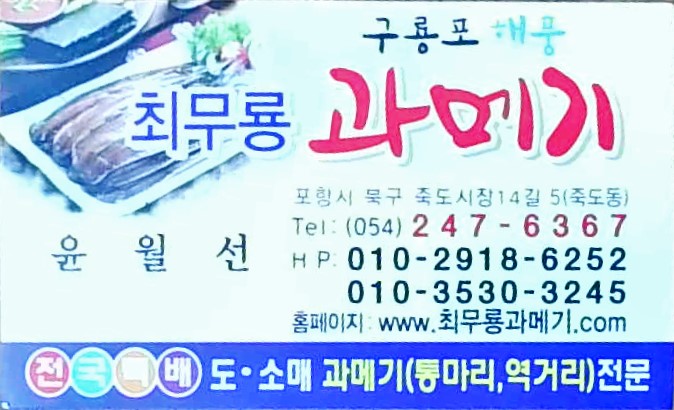 구룡포 해풍
최무룡 과메기
포항시 북구 죽도시장14길 5(죽도동)
Tel: (054) 247-6367
윤 월 선
H P: 010-2918-6252
010-3530-3245
홈페이지: www.최무룡과메기.com
전국택배 도·소매 과메기(통마리,엮거리)전문